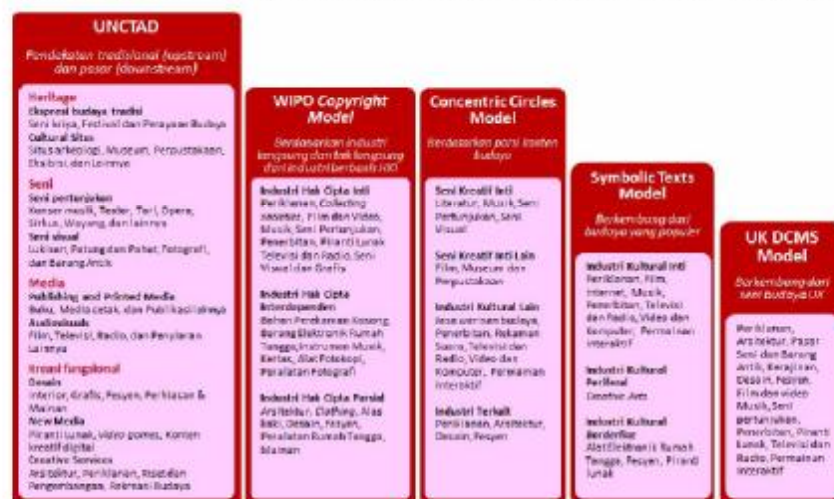 UNCTAD
Pendekatan tradisional (upstream)
dan pasar (downstream)
Heritage
Ekspresi budaya tradisi
Seni kriya, Festival dan Perayaan Budaya
Cultural Sites
Situs arkeologi, Museum, Perpustakaan,
Eksibisi, dan Lainnya
Seni
Seni pertunjukan
Konser musik, Teater, Tari, Opera,
Sirkus, Wayang, dan lainnya
Seni visual
Lukisan, Patung dan Pahat, Fotografi,
dan Barang Antik
Media
Publishing and Printed Media
Buku, Media cetak, dan Publikasi lainnya
Audiovisuals
Film, Televisi, Radio, dan Penyiaran
Lainnya
Kreasi fungsional
Desain
Interior, Grafis, Fesyen, Perhiasan &
Mainan
New Media
Piranti Lunak, Video games, Konten
kreatif digital
Creative Services
Arsitektur, Periklanan, Riset dan
Pengembangan, Rekreasi Budaya
WIPO Copyright
Model
Berdasarkan industri
langsung dan tak langsung
dari industri berbasis HKI
Industri Hak Cipta Inti
Periklanan, Collecting
societies, Film dan Video,
Musik, Seni Pertunjukan,
Penerbitan, Piranti Lunak
Televisi dan Radio, Seni
Visual dan Grafis
Industri Hak Cipta
Interdependen
Bahan Perekaman Kosong
Barang Elektronik Rumah
Tangga, Instrumen Musik,
Kertas, Alat Fotokopi,
Peralatan Fotografi
Industri Hak Cipta Parsial
Arsitektur, Clothing, Alas
Kaki, Desain, Fesyen,
Peralatan Rumah Tangga,
Mainan
Concentric Circles
Model
Berdasarkan porsi konten
budaya
Seni Kreatif Inti
Literatur, Musik, Seni
Pertunjukan, Seni
Visual
Seni Kreatif Inti Lain
Film, Museum dan
Perpustakaan
Industri Kultural Lain
Jasa warisan budaya,
Penerbitan, Rekaman
Suara, Televisi dan
Radio, Video dan
Komputer, Permainan
Interaktif
Industri Terkait
Periklanan, Arsitektur,
Desain, Fesyen
Symbolic Texts
Model
Berkembang dari
budaya yang populer
Industri Kultural Inti
Periklanan, Film,
Internet, Musik,
Penerbitan, Televisi
dan Radio, Video dan
Komputer, Permainan
interaktif
Industri Kultural
Periferal
Creative Arts
Industri Kultural
Alat Elektronik Rumah
Tangga, Fesyen, Piranti
lunak
UK DCMS
Model
Berkembang dari
seni budaya UK
Periklanan,
Arsitektur, Pasar
Seni dan Barang
Antik, Kerajinan,
Desain, Fesyen,
Film dan video
Musik, Seni
pertunjukan,
Penerbitan, Piranti
Lunak, Televisi dan
Radio, Permainan
Interaktif